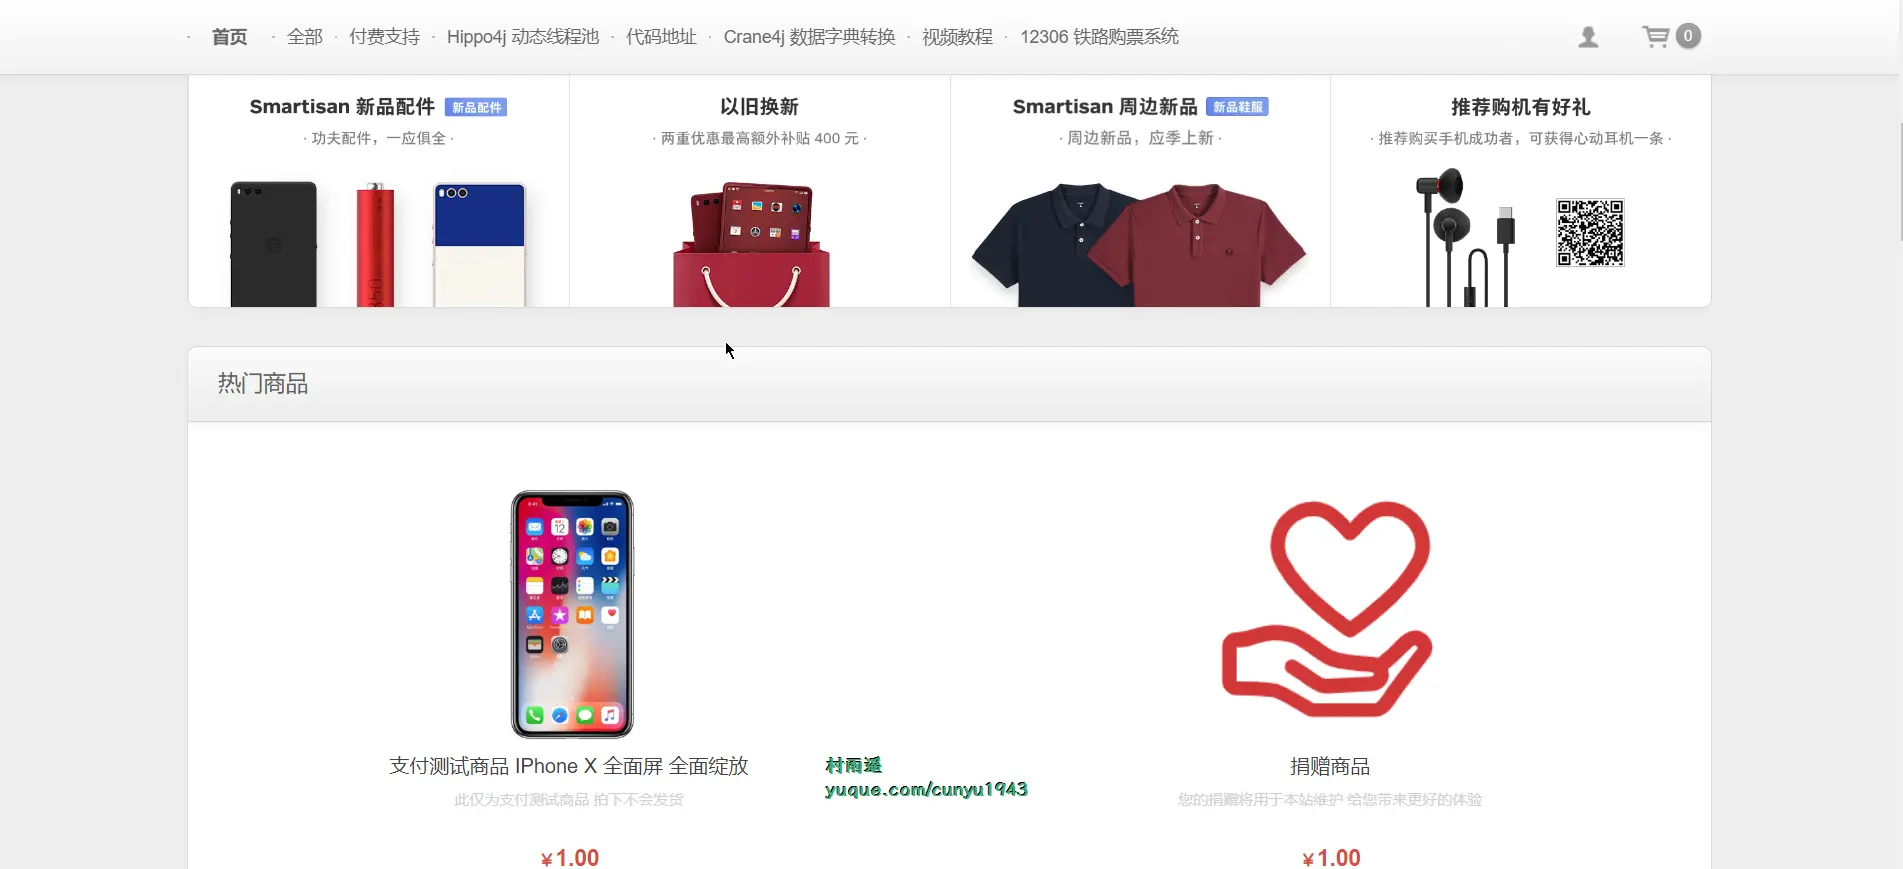 首页 · 全部 · 付费支持 · Hippo4j 动态线程池 · 代码地址 · Crane4j 数据字典转换 · 视频教程 · 12306 铁路购票系统 0
Smartisan 新品配件 新品配件
· 功夫配件，一应俱全 ·
以旧换新
· 两重优惠最高额外补贴 400 元 ·
Smartisan 周边新品 新品鞋服
· 周边新品，应季上新 ·
推荐购机有好礼
· 推荐购买手机成功者，可获得心动耳机一条 ·
热门商品
支付测试商品 IPhone X 全面屏 全面绽放
此仅为支付测试商品 拍下不会发货
¥1.00
村雨遥
yuque.com/cunyu1943
捐赠商品
您的捐赠将用于本站维护 给您带来更好的体验
¥1.00